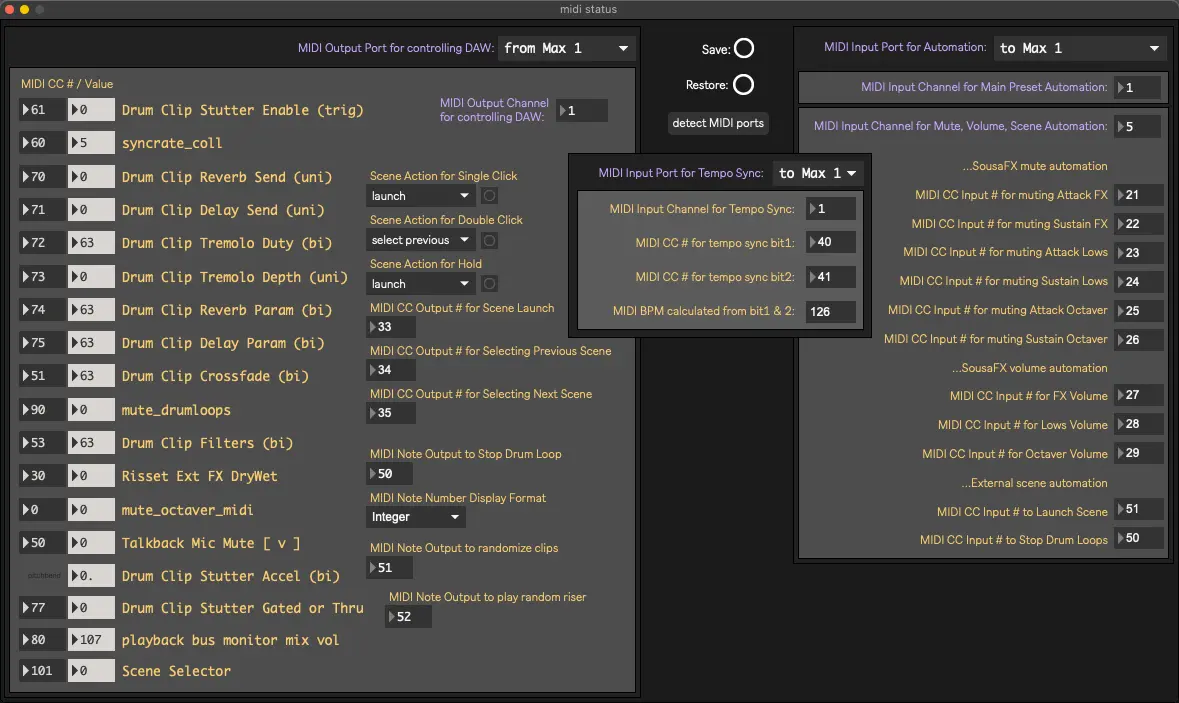 midi status
MIDI Output Port for controlling DAW: from Max 1
MIDI CC # / Value
61 0 Drum Clip Stutter Enable (trig)
60 5 syncrate_coll
70 0 Drum Clip Reverb Send (uni)
71 0 Drum Clip Delay Send (uni)
72 63 Drum Clip Tremolo Duty (bi)
73 0 Drum Clip Tremolo Depth (uni)
74 63 Drum Clip Reverb Param (bi)
75 63 Drum Clip Delay Param (bi)
51 63 Drum Clip Crossfade (bi)
90 0 mute_drumloops
53 63 Drum Clip Filters (bi)
30 0 Risset Ext FX DryWet
0 0 mute_octaver_midi
50 0 Talkback Mic Mute [ v ]
pitchbend 0. Drum Clip Stutter Accel (bi)
77 0 Drum Clip Stutter Gated or Thru
80 107 playback bus monitor mix vol
101 0 Scene Selector
MIDI Output Channel
for controlling DAW: 1
Scene Action for Single Click
launch
Scene Action for Double Click
select previous
Scene Action for Hold
launch
MIDI CC Output # for Scene Launch
33
MIDI CC Output # for Selecting Previous Scene
34
MIDI CC Output # for Selecting Next Scene
35
MIDI Note Output to Stop Drum Loop
50
MIDI Note Number Display Format
Integer
MIDI Note Output to randomize clips
51
MIDI Note Output to play random riser
52
Save:
Restore:
detect MIDI ports
MIDI Input Port for Tempo Sync: to Max 1
MIDI Input Channel for Tempo Sync: 1
MIDI CC # for tempo sync bit1: 40
MIDI CC # for tempo sync bit2: 41
MIDI BPM calculated from bit1 & 2: 126
MIDI Input Port for Automation: to Max 1
MIDI Input Channel for Main Preset Automation: 1
MIDI Input Channel for Mute, Volume, Scene Automation: 5
...SousaFX mute automation
MIDI CC Input # for muting Attack FX 21
MIDI CC Input # for muting Sustain FX 22
MIDI CC Input # for muting Attack Lows 23
MIDI CC Input # for muting Sustain Lows 24
MIDI CC Input # for muting Attack Octaver 25
MIDI CC Input # for muting Sustain Octaver 26
...SousaFX volume automation
MIDI CC Input # for FX Volume 27
MIDI CC Input # for Lows Volume 28
MIDI CC Input # for Octaver Volume 29
...External scene automation
MIDI CC Input # to Launch Scene 51
MIDI CC Input # to Stop Drum Loops 50